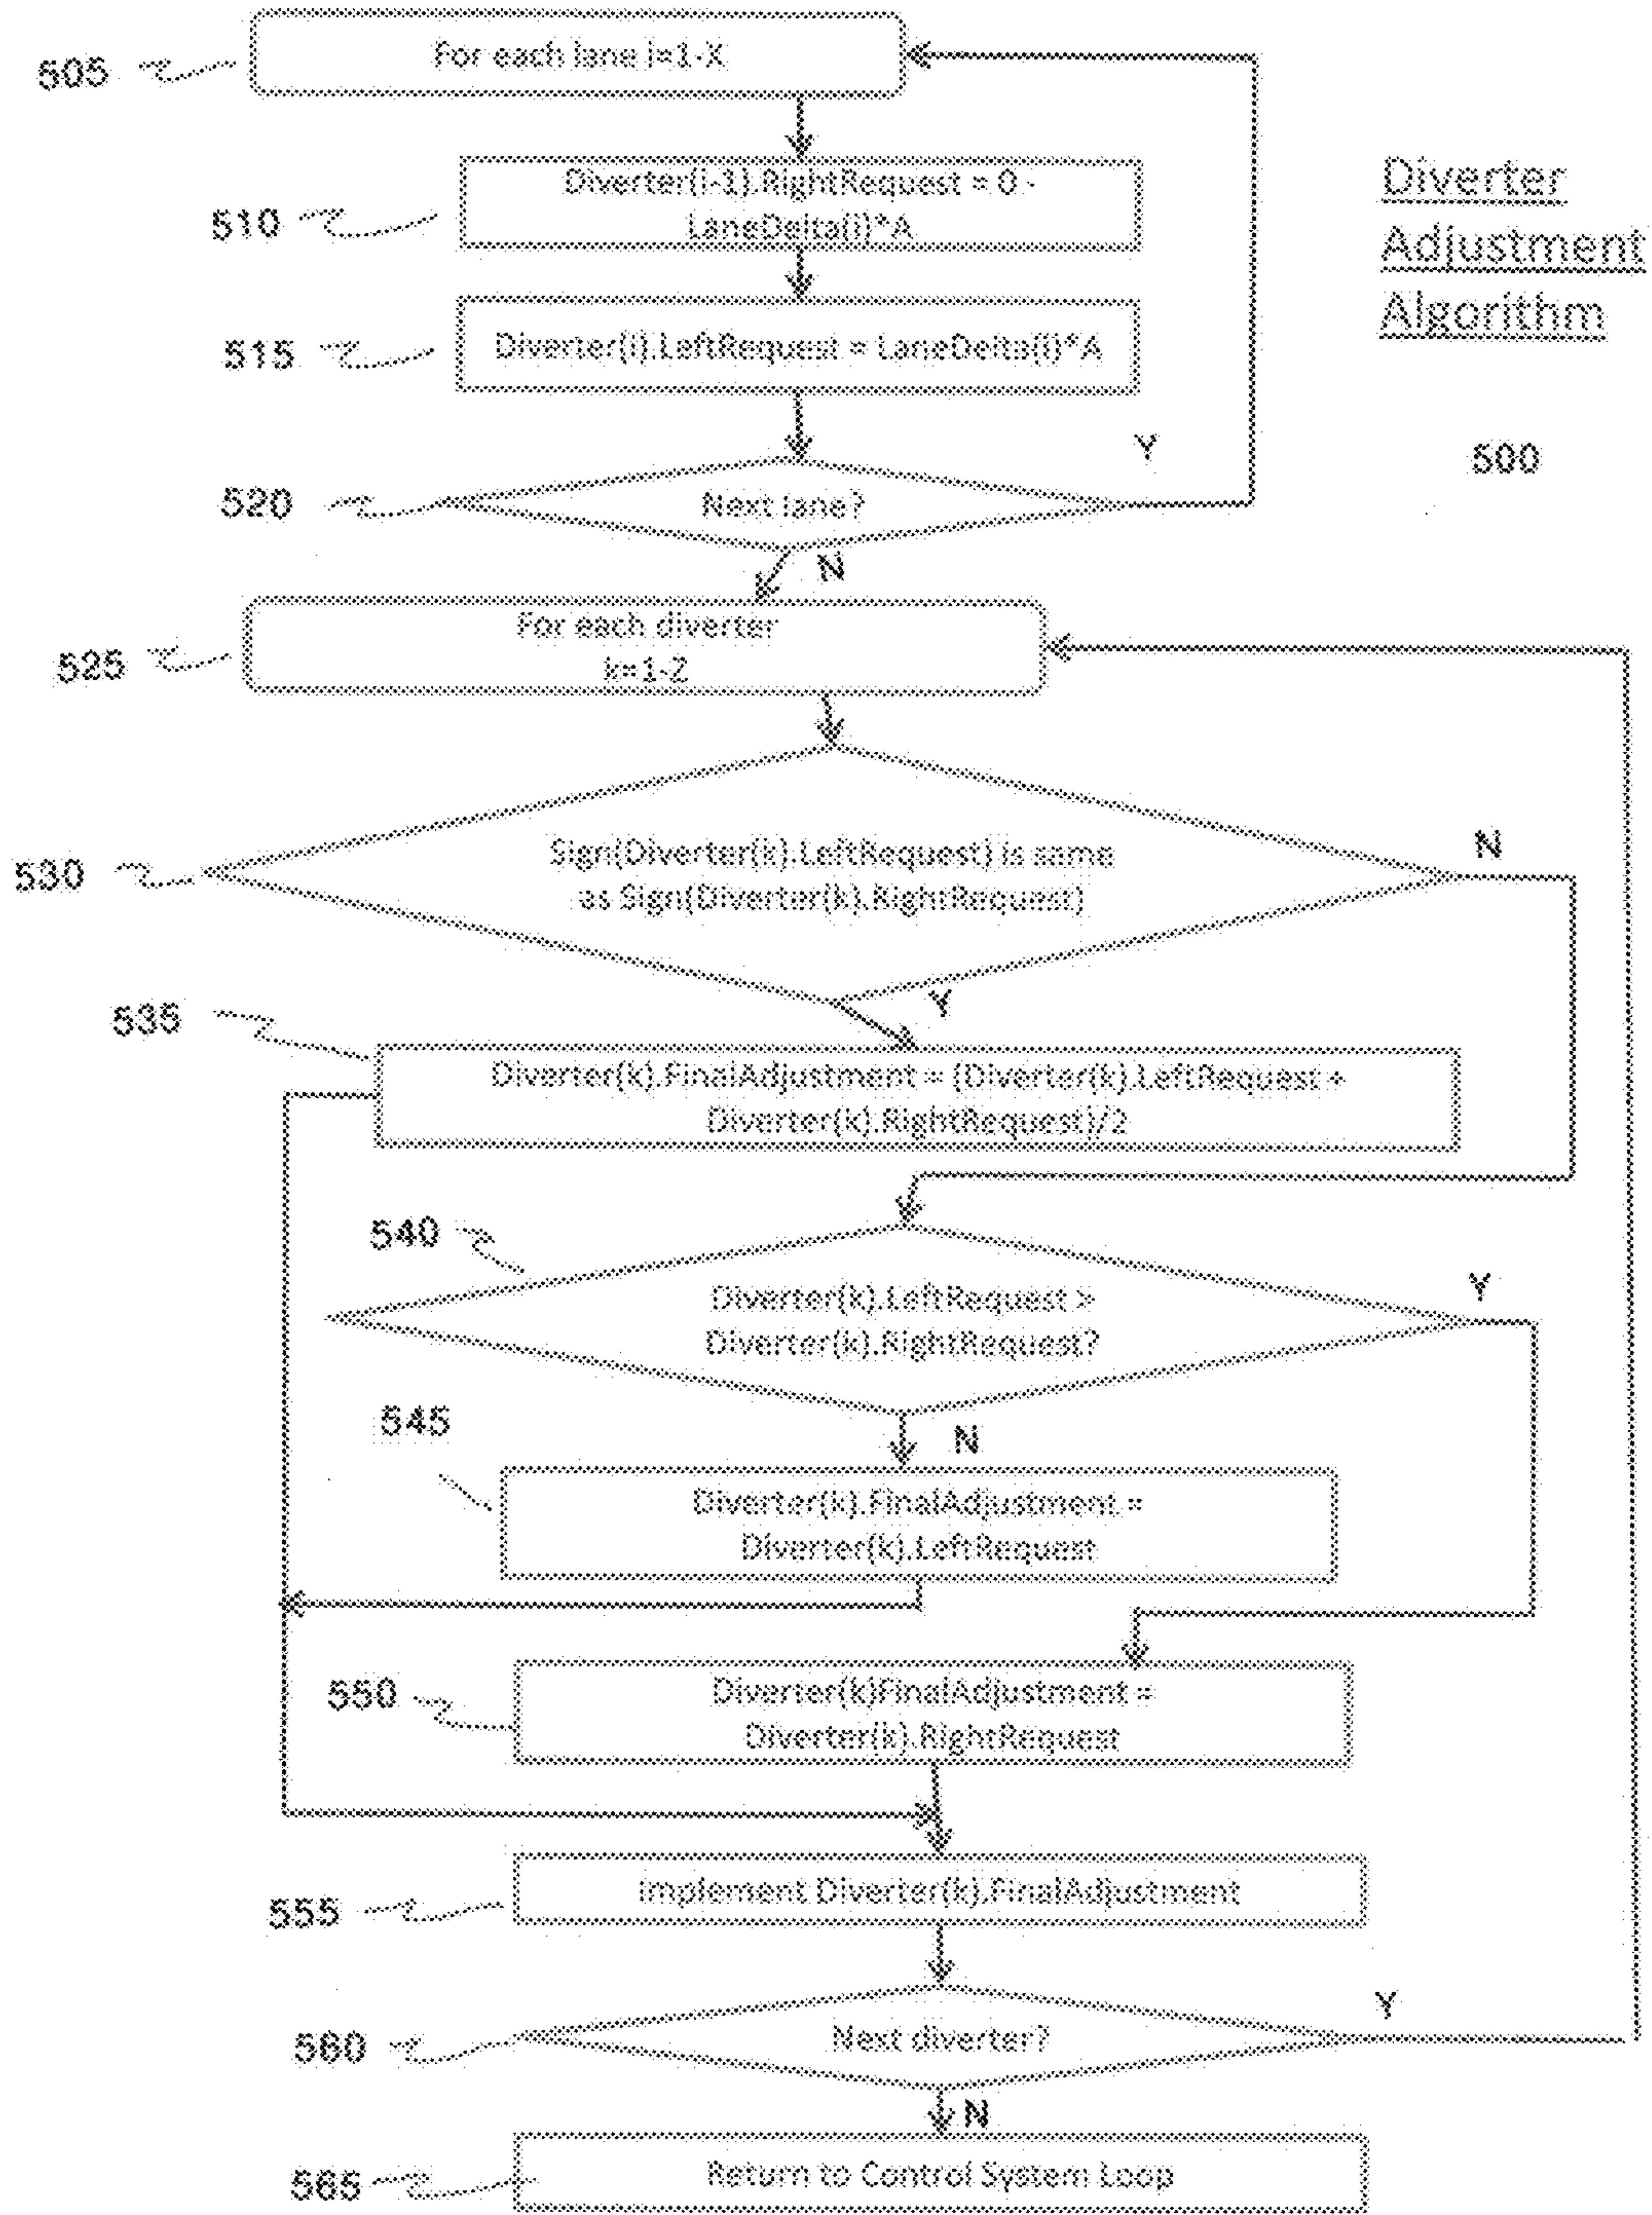 505
For each lane i=1-X
510
Diverter(i-1).RightRequest = 0 -
LaneDelta(i)*A
Diverter
Adjustment
Algorithm
515
Diverter(i).LeftRequest = LaneDelta(i)*A
Y
500
520
Next lane?
N
525
For each diverter
k=1-Z
530
Sign(Diverter(k).LeftRequest) is same
as Sign(Diverter(k).RightRequest)
N
Y
535
Diverter(k).FinalAdjustment = (Diverter(k).LeftRequest +
Diverter(k).RightRequest)/2
540
Diverter(k).LeftRequest >
Diverter(k).RightRequest?
Y
545
N
Diverter(k).FinalAdjustment =
Diverter(k).LeftRequest
550
Diverter(k)FinalAdjustment =
Diverter(k).RightRequest
555
Implement Diverter(k).FinalAdjustment
560
Next diverter?
Y
N
565
Return to Control System Loop